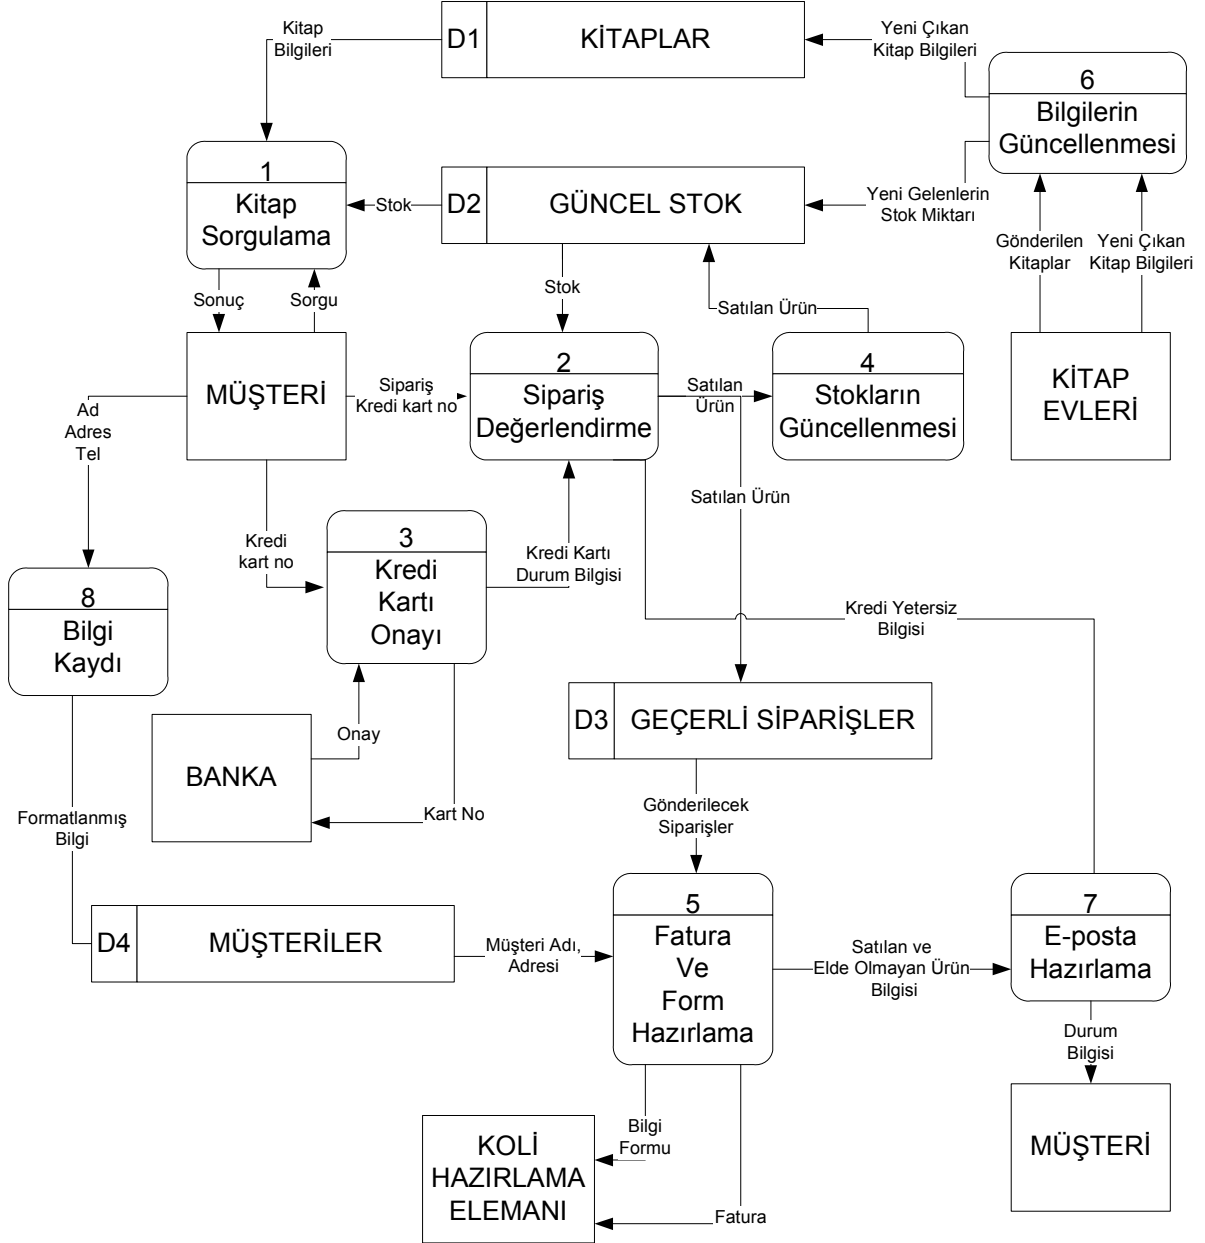 Kitap
Bilgileri
D1
KİTAPLAR
Yeni Çıkan
Kitap Bilgileri
6
Bilgilerin
Güncellenmesi
1
Kitap
Sorgulama
Stok
D2
GÜNCEL STOK
Yeni Gelenlerin
Stok Miktarı
Gönderilen
Kitaplar
Yeni Çıkan
Kitap Bilgileri
Sonuç
Sorgu
Stok
Satılan Ürün
MÜŞTERİ
Sipariş
Kredi kart no
2
Sipariş
Değerlendirme
Satılan
Ürün
4
Stokların
Güncellenmesi
KİTAP
EVLERİ
Ad
Adres
Tel
Satılan Ürün
Kredi
kart no
3
Kredi
Kartı
Onayı
Kredi Kartı
Durum Bilgisi
8
Bilgi
Kaydı
Kredi Yetersiz
Bilgisi
D3
GEÇERLİ SİPARİŞLER
BANKA
Onay
Kart No
Formatlanmış
Bilgi
Gönderilecek
Siparişler
D4
MÜŞTERİLER
Müşteri Adı,
Adresi
5
Fatura
Ve
Form
Hazırlama
Satılan ve
Elde Olmayan Ürün
Bilgisi
7
E-posta
Hazırlama
Durum
Bilgisi
Bilgi
Formu
KOLİ
HAZIRLAMA
ELEMANI
Fatura
MÜŞTERİ